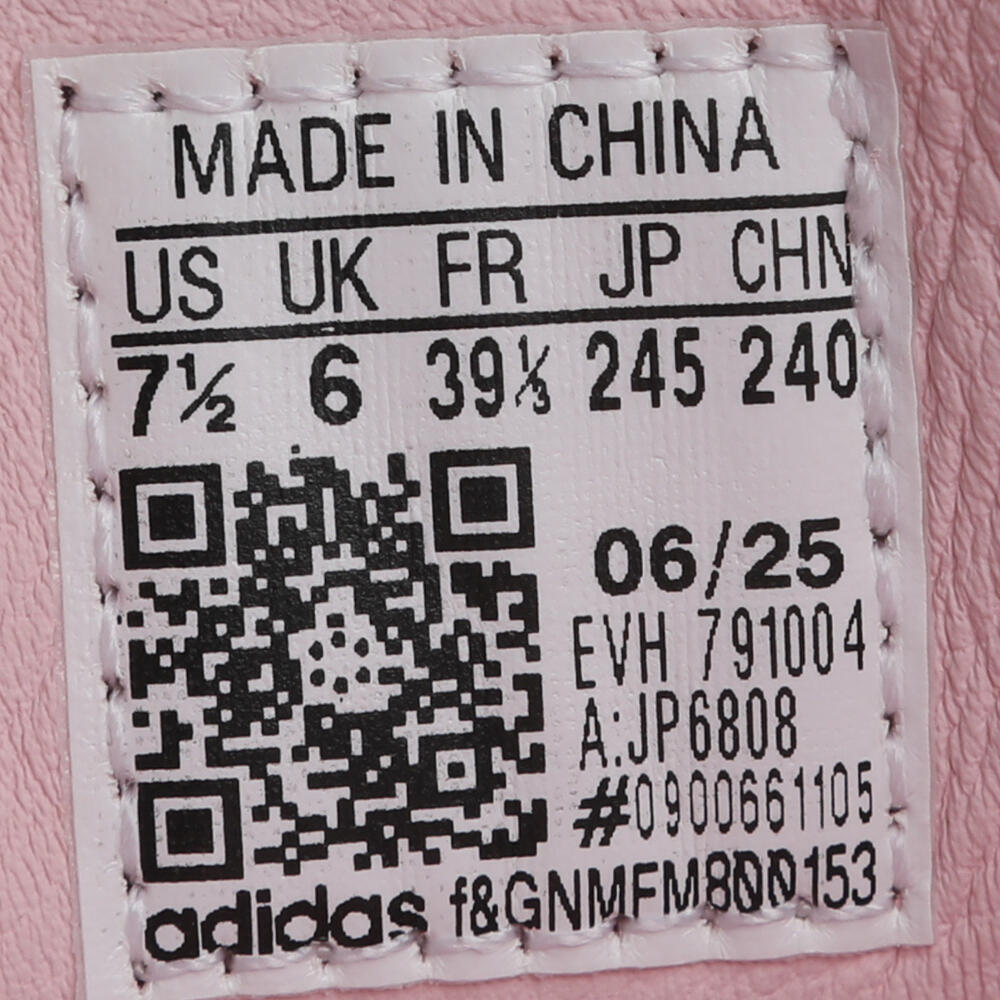 MADE IN CHINA
US UK FR JP CHN
7½ 6 39⅓ 245 240
06/25
EVH 791004
A:JP6808
#0900661105
adidas f&GNMFM800153